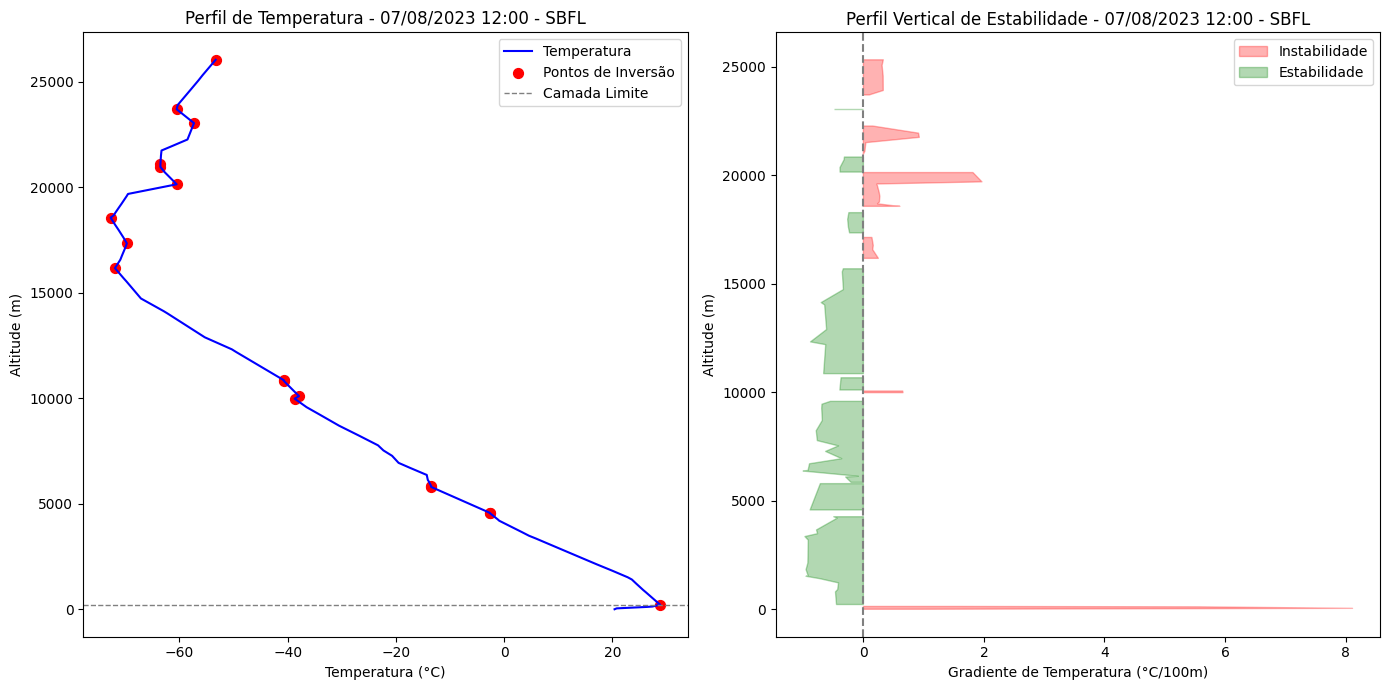 Perfil de Temperatura - 07/08/2023 12:00 - SBFL
Temperatura
Pontos de Inversão
Camada Limite
25000
20000
15000
10000
5000
0
Altitude (m)
−60
−40
−20
0
20
Temperatura (°C)
Perfil Vertical de Estabilidade - 07/08/2023 12:00 - SBFL
Instabilidade
Estabilidade
25000
20000
15000
10000
5000
0
Altitude (m)
0
2
4
6
8
Gradiente de Temperatura (°C/100m)